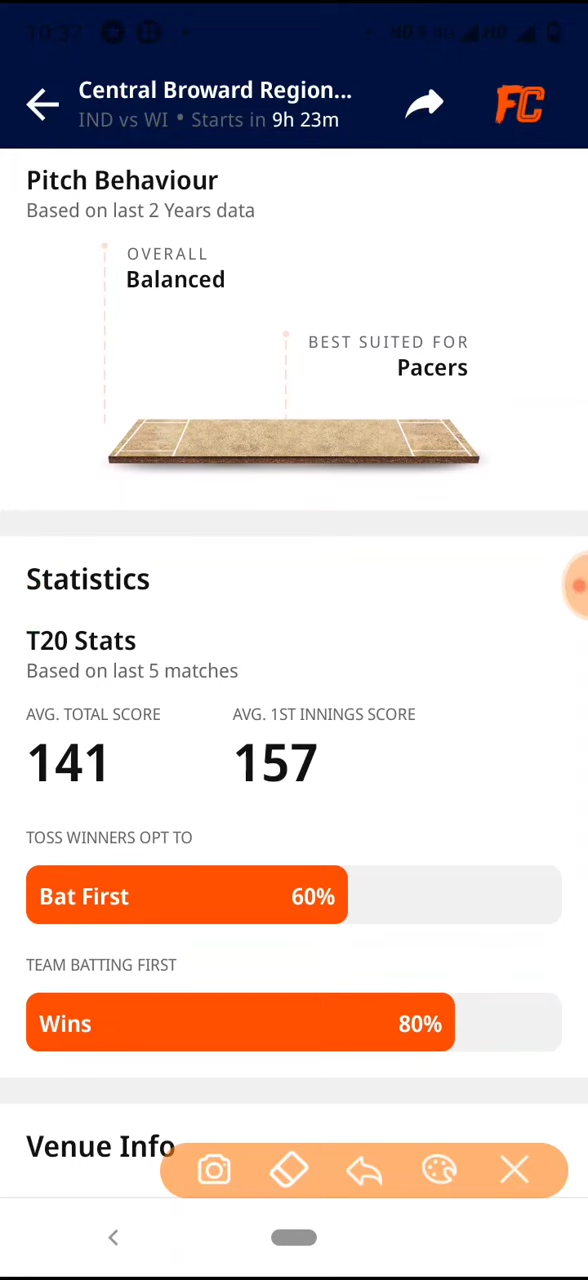 10:37
Central Broward Region...
IND vs WI • Starts in 9h 23m
FC
Pitch Behaviour
Based on last 2 Years data
OVERALL
Balanced
BEST SUITED FOR
Pacers
Statistics
T20 Stats
Based on last 5 matches
AVG. TOTAL SCORE
AVG. 1ST INNINGS SCORE
141
157
TOSS WINNERS OPT TO
Bat First
60%
TEAM BATTING FIRST
Wins
80%
Venue Info